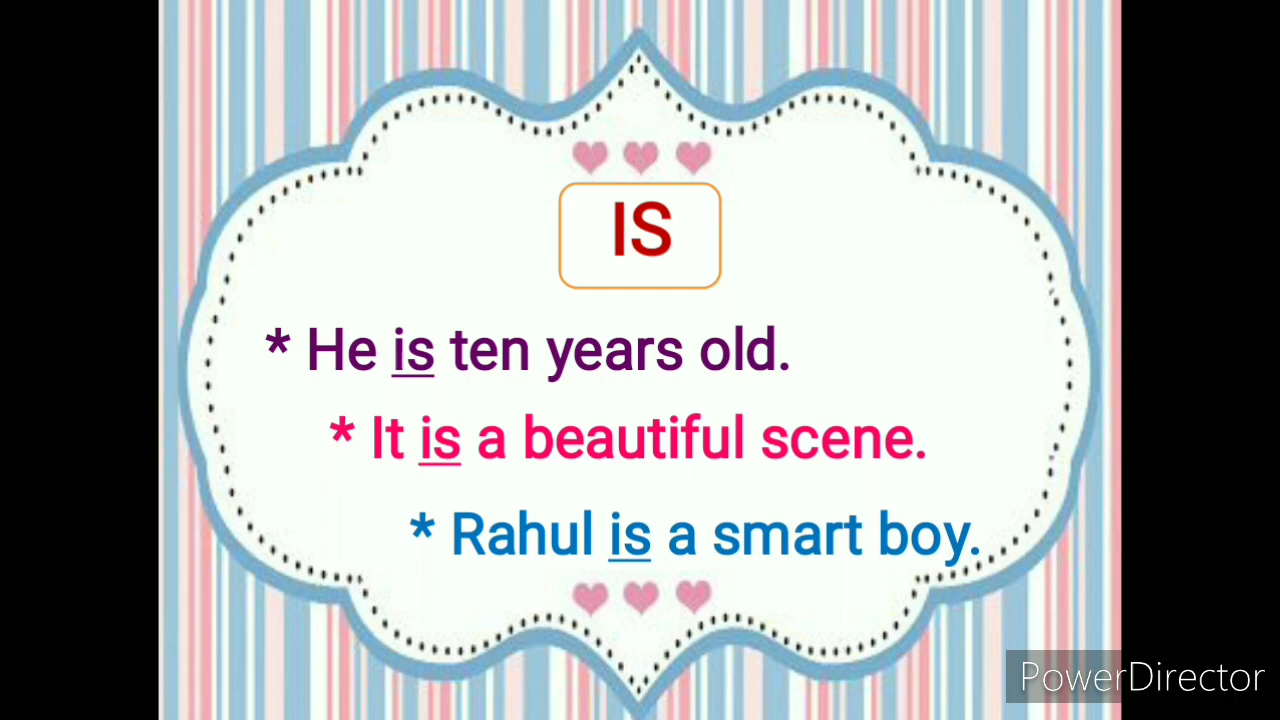 IS
* He is ten years old.
* It is a beautiful scene.
* Rahul is a smart boy.
PowerDirector